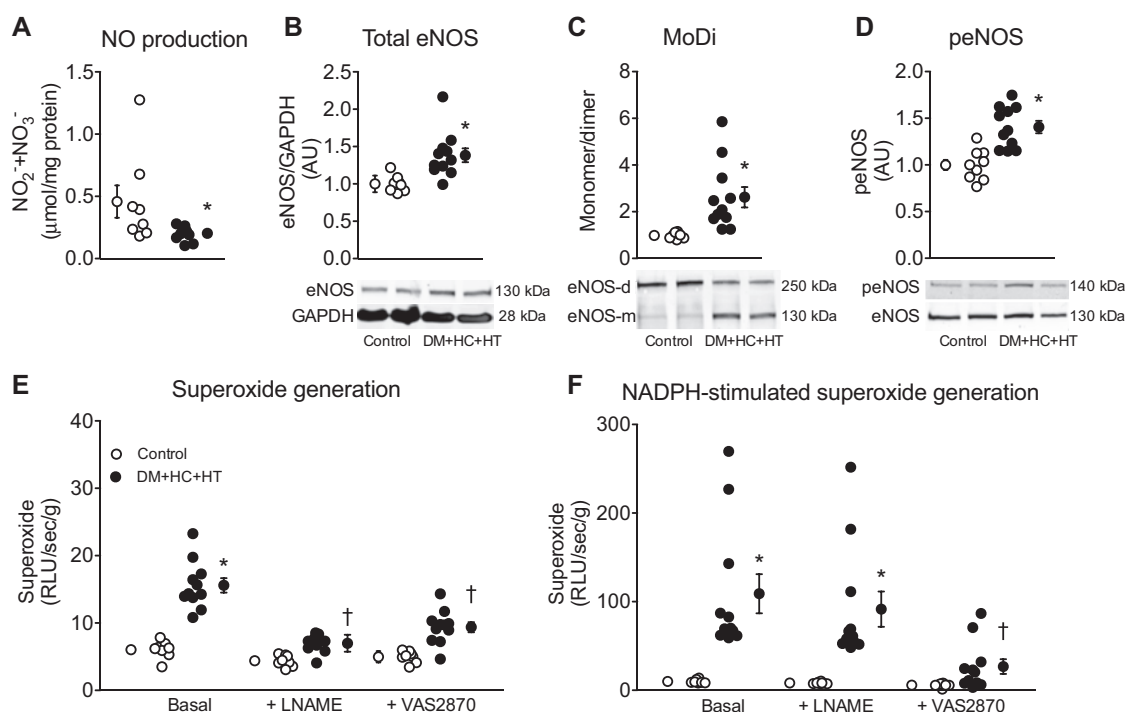 A NO production
1.5
1.0
0.5
0.0
NO2-+NO3-
(μmol/mg protein)
*
B Total eNOS
2.5
2.0
1.5
1.0
0.5
0.0
eNOS/GAPDH
(AU)
*
eNOS 130 kDa
GAPDH 28 kDa
Control DM+HC+HT
C MoDi
8
6
4
2
0
Monomer/dimer
*
eNOS-d 250 kDa
eNOS-m 130 kDa
Control DM+HC+HT
D peNOS
2.0
1.5
1.0
0.5
0.0
peNOS
(AU)
*
peNOS 140 kDa
eNOS 130 kDa
Control DM+HC+HT
E Superoxide generation
40
30
20
10
0
Superoxide
(RLU/sec/g)
Control
DM+HC+HT
*
†
†
Basal + LNAME + VAS2870
F NADPH-stimulated superoxide generation
300
200
100
0
Superoxide
(RLU/sec/g)
*
*
†
Basal + LNAME + VAS2870